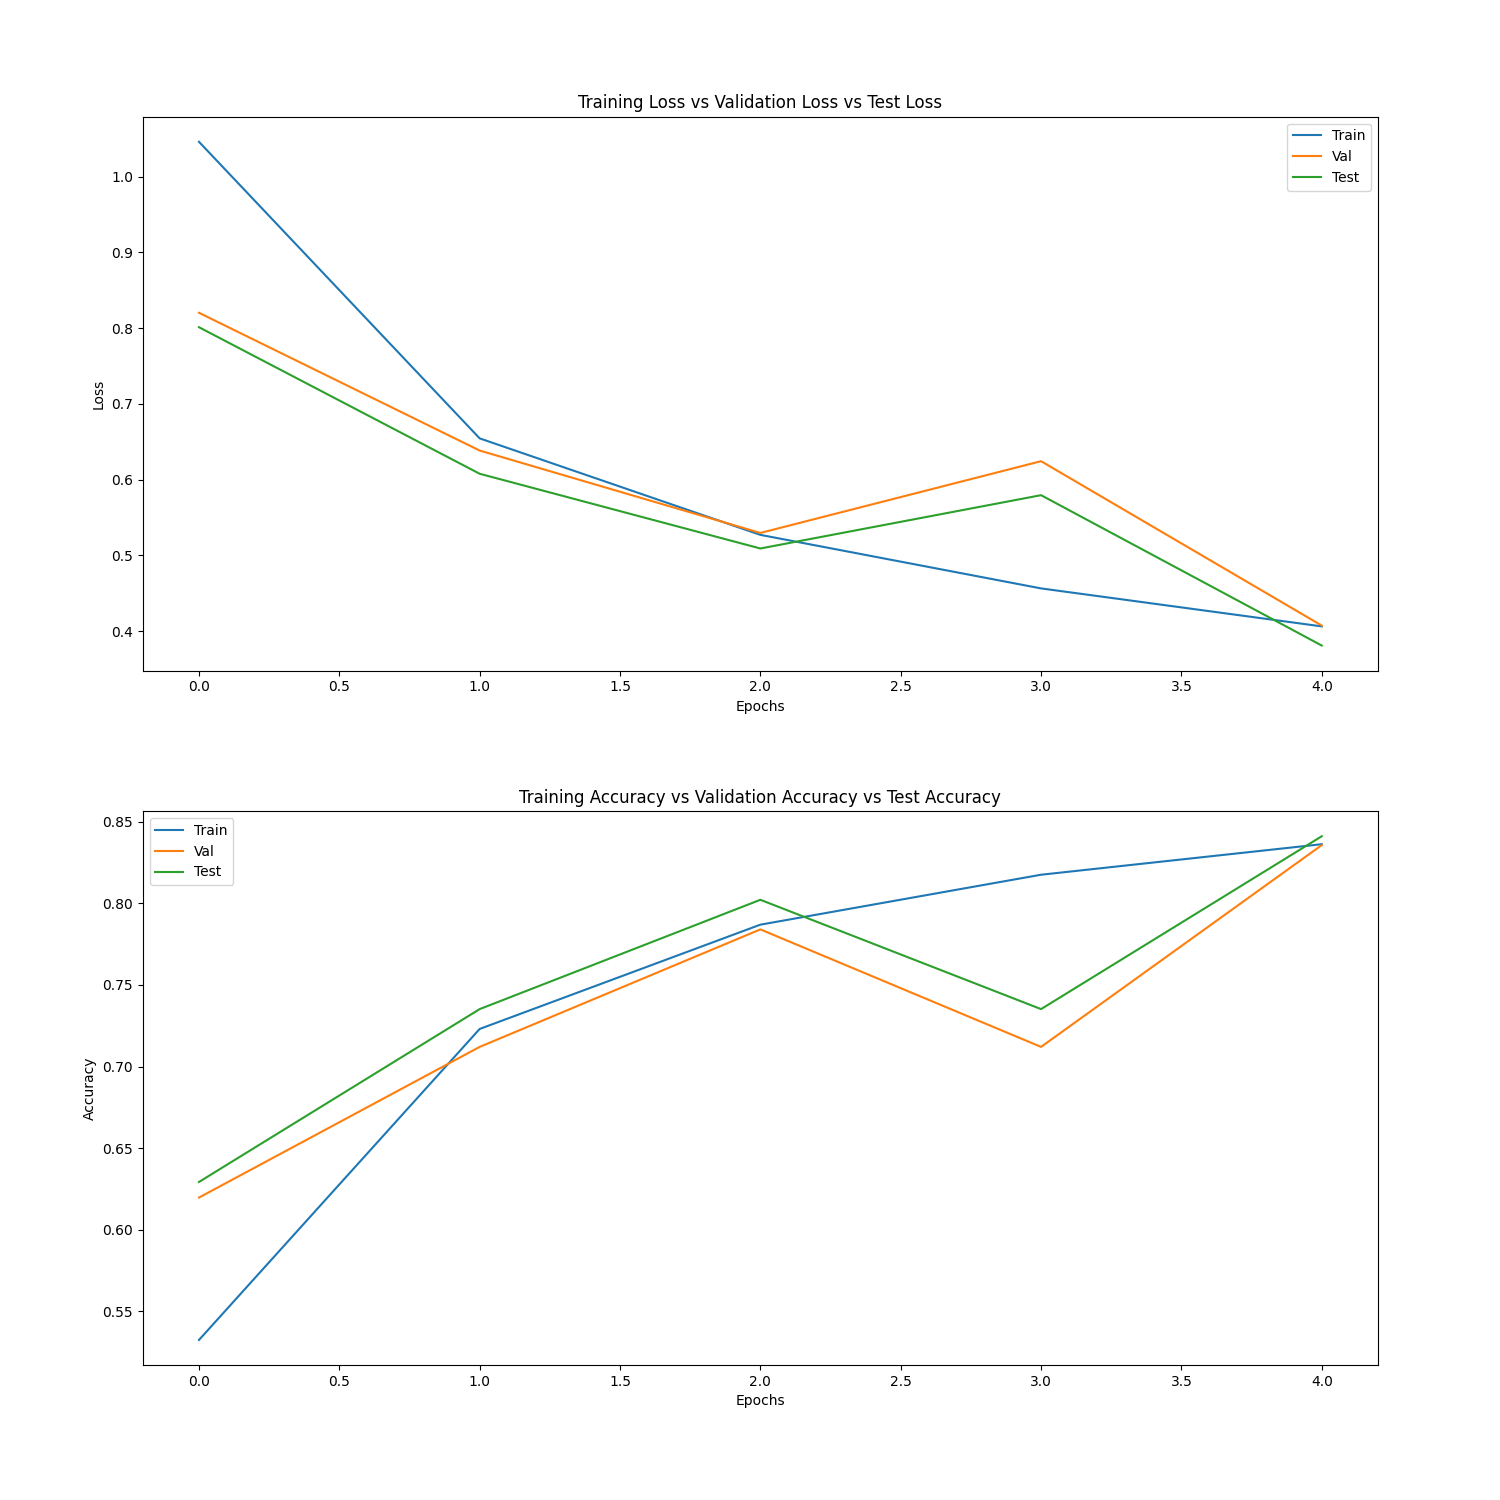 Training Loss vs Validation Loss vs Test Loss
Train
Val
Test
1.0
0.9
0.8
0.7
0.6
0.5
0.4
Loss
0.0 0.5 1.0 1.5 2.0 2.5 3.0 3.5 4.0
Epochs
Training Accuracy vs Validation Accuracy vs Test Accuracy
Train
Val
Test
0.85
0.80
0.75
0.70
0.65
0.60
0.55
Accuracy
0.0 0.5 1.0 1.5 2.0 2.5 3.0 3.5 4.0
Epochs